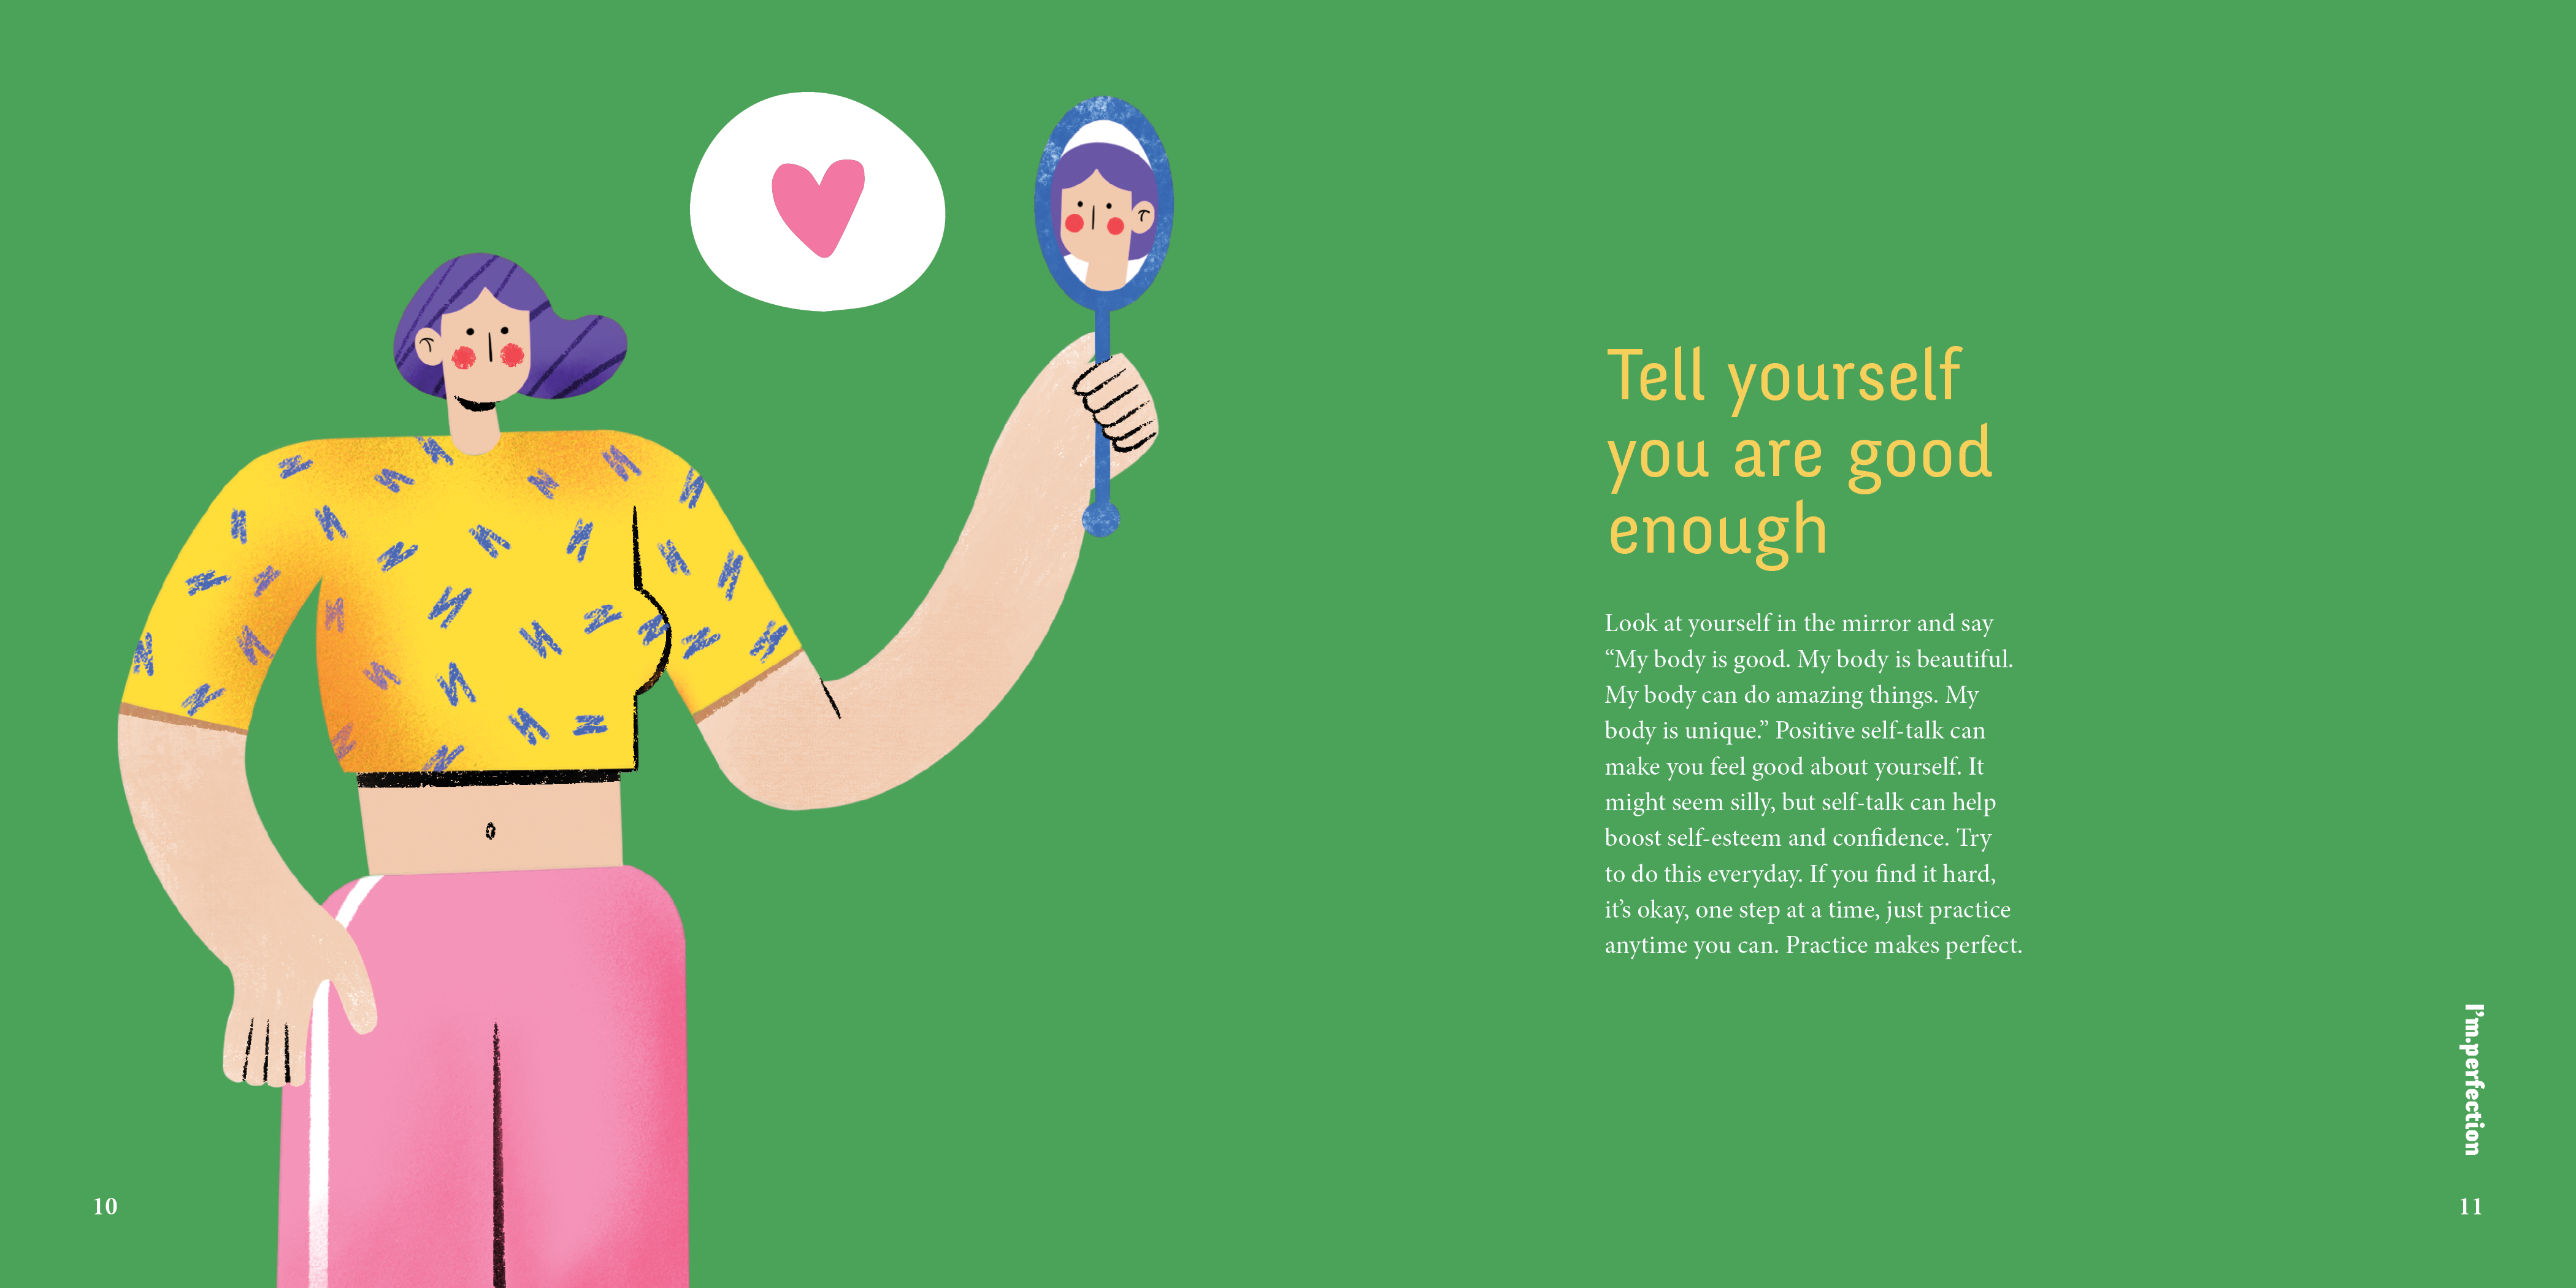 Tell yourself
you are good
enough
Look at yourself in the mirror and say
“My body is good. My body is beautiful.
My body can do amazing things. My
body is unique.” Positive self-talk can
make you feel good about yourself. It
might seem silly, but self-talk can help
boost self-esteem and confidence. Try
to do this everyday. If you find it hard,
it’s okay, one step at a time, just practice
anytime you can. Practice makes perfect.
I’m.perfection
10
11